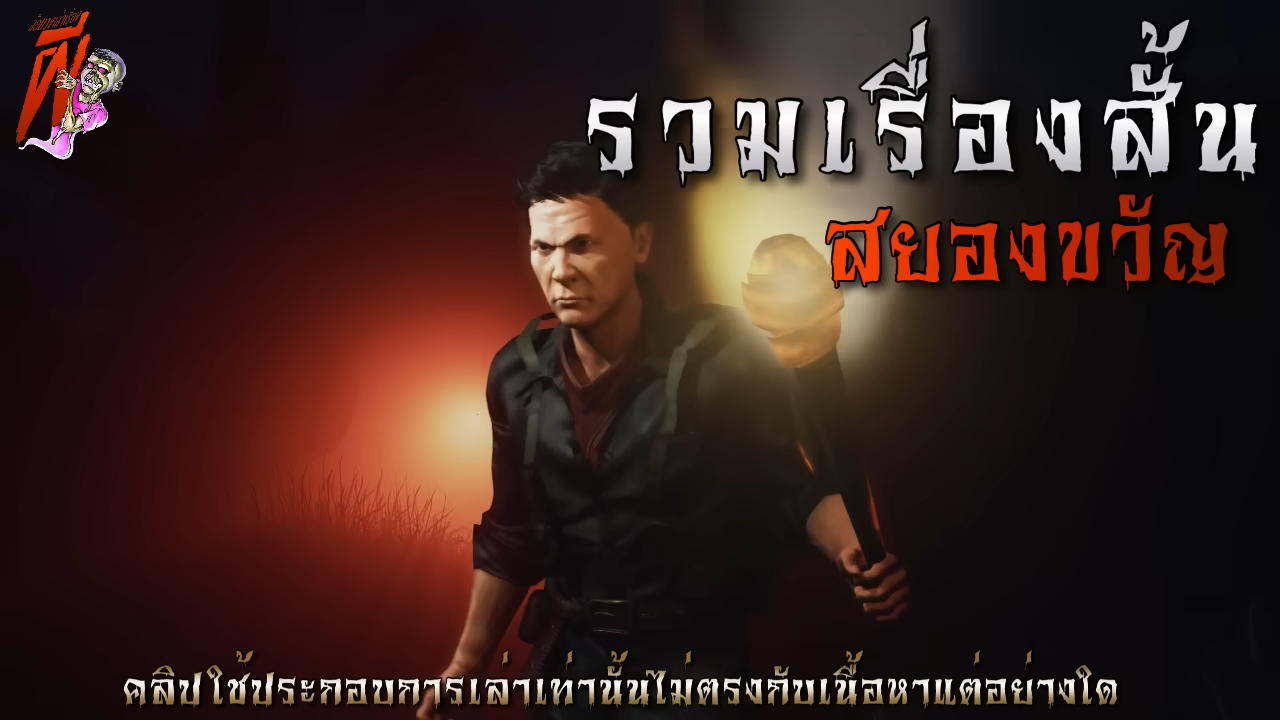 ผี
รวมเรื่องสั้น
สยองขวัญ
คลิปใช้ประกอบการเล่าเท่านั้นไม่ตรงกับเนื้อหาแต่อย่างใด